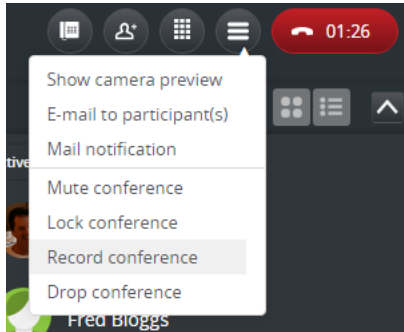 01:26
Show camera preview
E-mail to participant(s)
Mail notification
tive
Mute conference
Lock conference
Record conference
Drop conference
Fred Bloggs